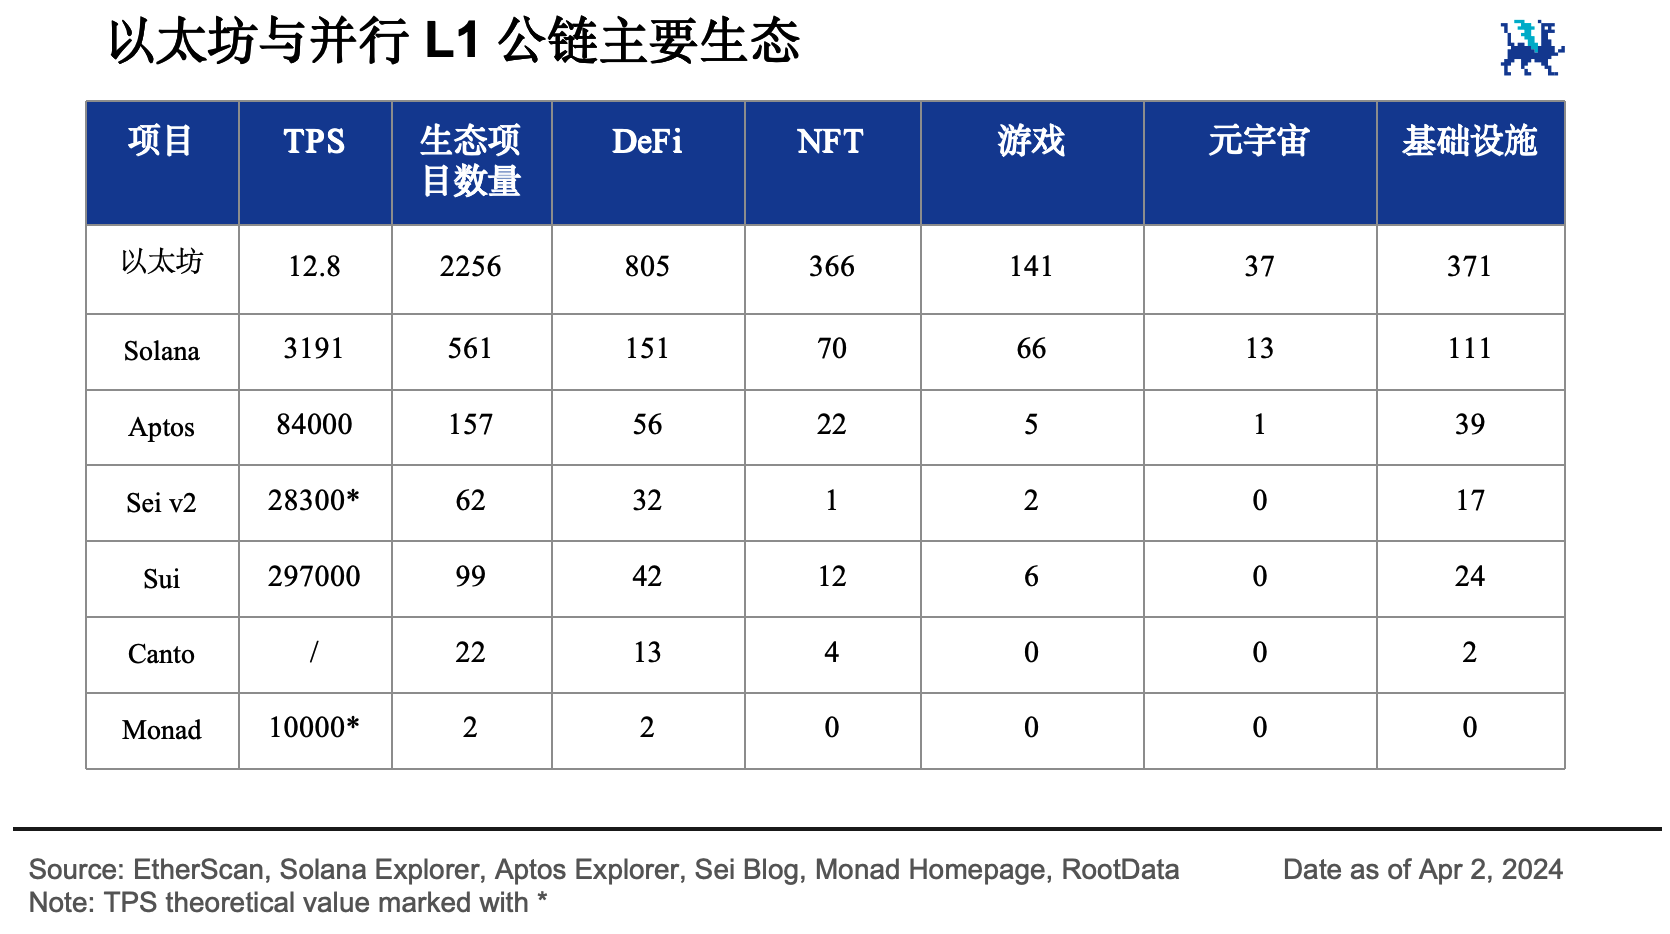 以太坊与并行 L1 公链主要生态
项目 TPS 生态项目数量 DeFi NFT 游戏 元宇宙 基础设施
以太坊 12.8 2256 805 366 141 37 371
Solana 3191 561 151 70 66 13 111
Aptos 84000 157 56 22 5 1 39
Sei v2 28300* 62 32 1 2 0 17
Sui 297000 99 42 12 6 0 24
Canto / 22 13 4 0 0 2
Monad 10000* 2 2 0 0 0 0
Source: EtherScan, Solana Explorer, Aptos Explorer, Sei Blog, Monad Homepage, RootData Date as of Apr 2, 2024
Note: TPS theoretical value marked with *